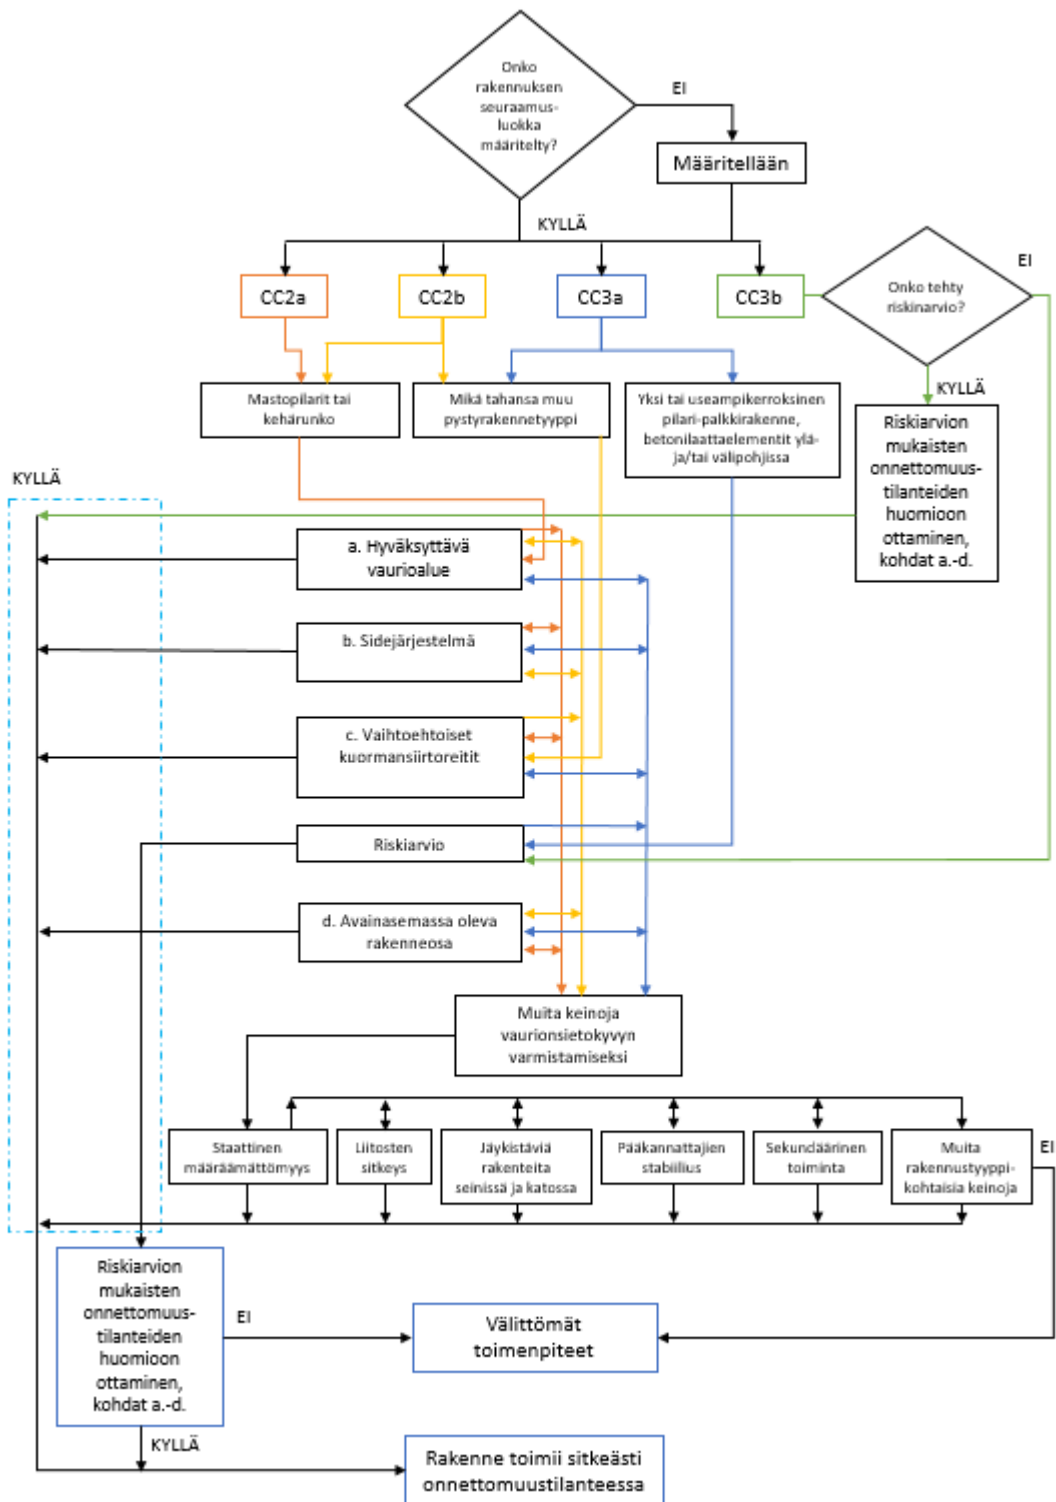 Onko
rakennuksen
seuraamus-
luokka
määritelty?
EI
Määritellään
KYLLÄ
CC2a
CC2b
CC3a
CC3b
Onko tehty
riskinarvio?
EI
KYLLÄ
Mastopilarit tai
kehärunko
Mikä tahansa muu
pystyrakennetyyppi
Yksi tai useampikerroksinen
pilari-palkkirakenne,
betonilaattaelementit ylä-
ja/tai välipohjissa
Riskiarvion
mukaisten
onnettomuus-
tilanteiden
huomioon
ottaminen,
kohdat a.-d.
KYLLÄ
a. Hyväksyttävä
vaurioalue
b. Sidejärjestelmä
c. Vaihtoehtoiset
kuormansiirtoreitit
Riskiarvio
d. Avainasemassa oleva
rakenneosa
Muita keinoja
vaurionsietokyvyn
varmistamiseksi
Staattinen
määräämättömyys
Liitosten
sitkeys
Jäykistäviä
rakenteita
seinissä ja katossa
Pääkannattajien
stabiilius
Sekundäärinen
toiminta
Muita
rakennustyyppi-
kohtaisia keinoja
EI
Riskiarvion
mukaisten
onnettomuus-
tilanteiden
huomioon
ottaminen,
kohdat a.-d.
EI
Välittömät
toimenpiteet
KYLLÄ
Rakenne toimii sitkeästi
onnettomuustilanteessa